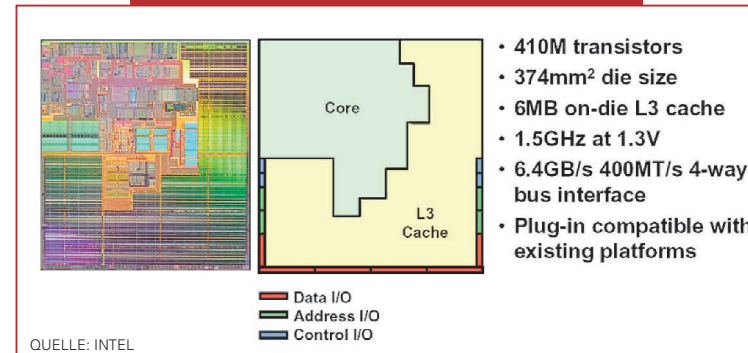 Core
L3
Cache
Data I/O
Address I/O
Control I/O
• 410M transistors
• 374mm² die size
• 6MB on-die L3 cache
• 1.5GHz at 1.3V
• 6.4GB/s 400MT/s 4-way
bus interface
• Plug-in compatible with
existing platforms
QUELLE: INTEL